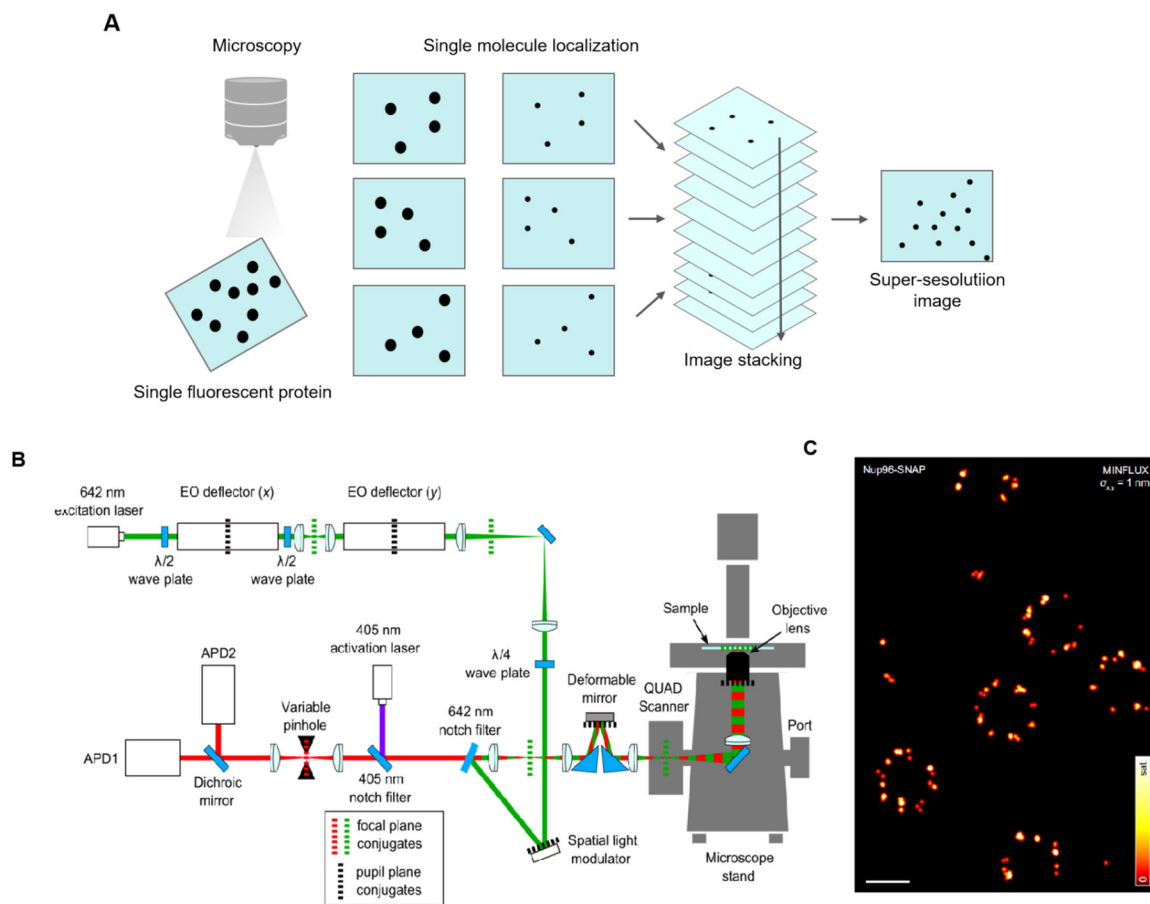 A
Microscopy
Single molecule localization
Single fluorescent protein
Image stacking
Super-sesolutiion
image
B
642 nm
excitation laser
EO deflector (x)
EO deflector (y)
λ/2
wave plate
λ/2
wave plate
405 nm
activation laser
APD2
Variable
pinhole
APD1
Dichroic
mirror
405 nm
notch filter
642 nm
notch filter
λ/4
wave plate
Deformable
mirror
QUAD
Scanner
Sample
Objective
lens
Port
Spatial light
modulator
Microscope
stand
focal plane
conjugates
pupil plane
conjugates
C
Nup96-SNAP
MINFLUX
σx,y = 1 nm
sat.
0